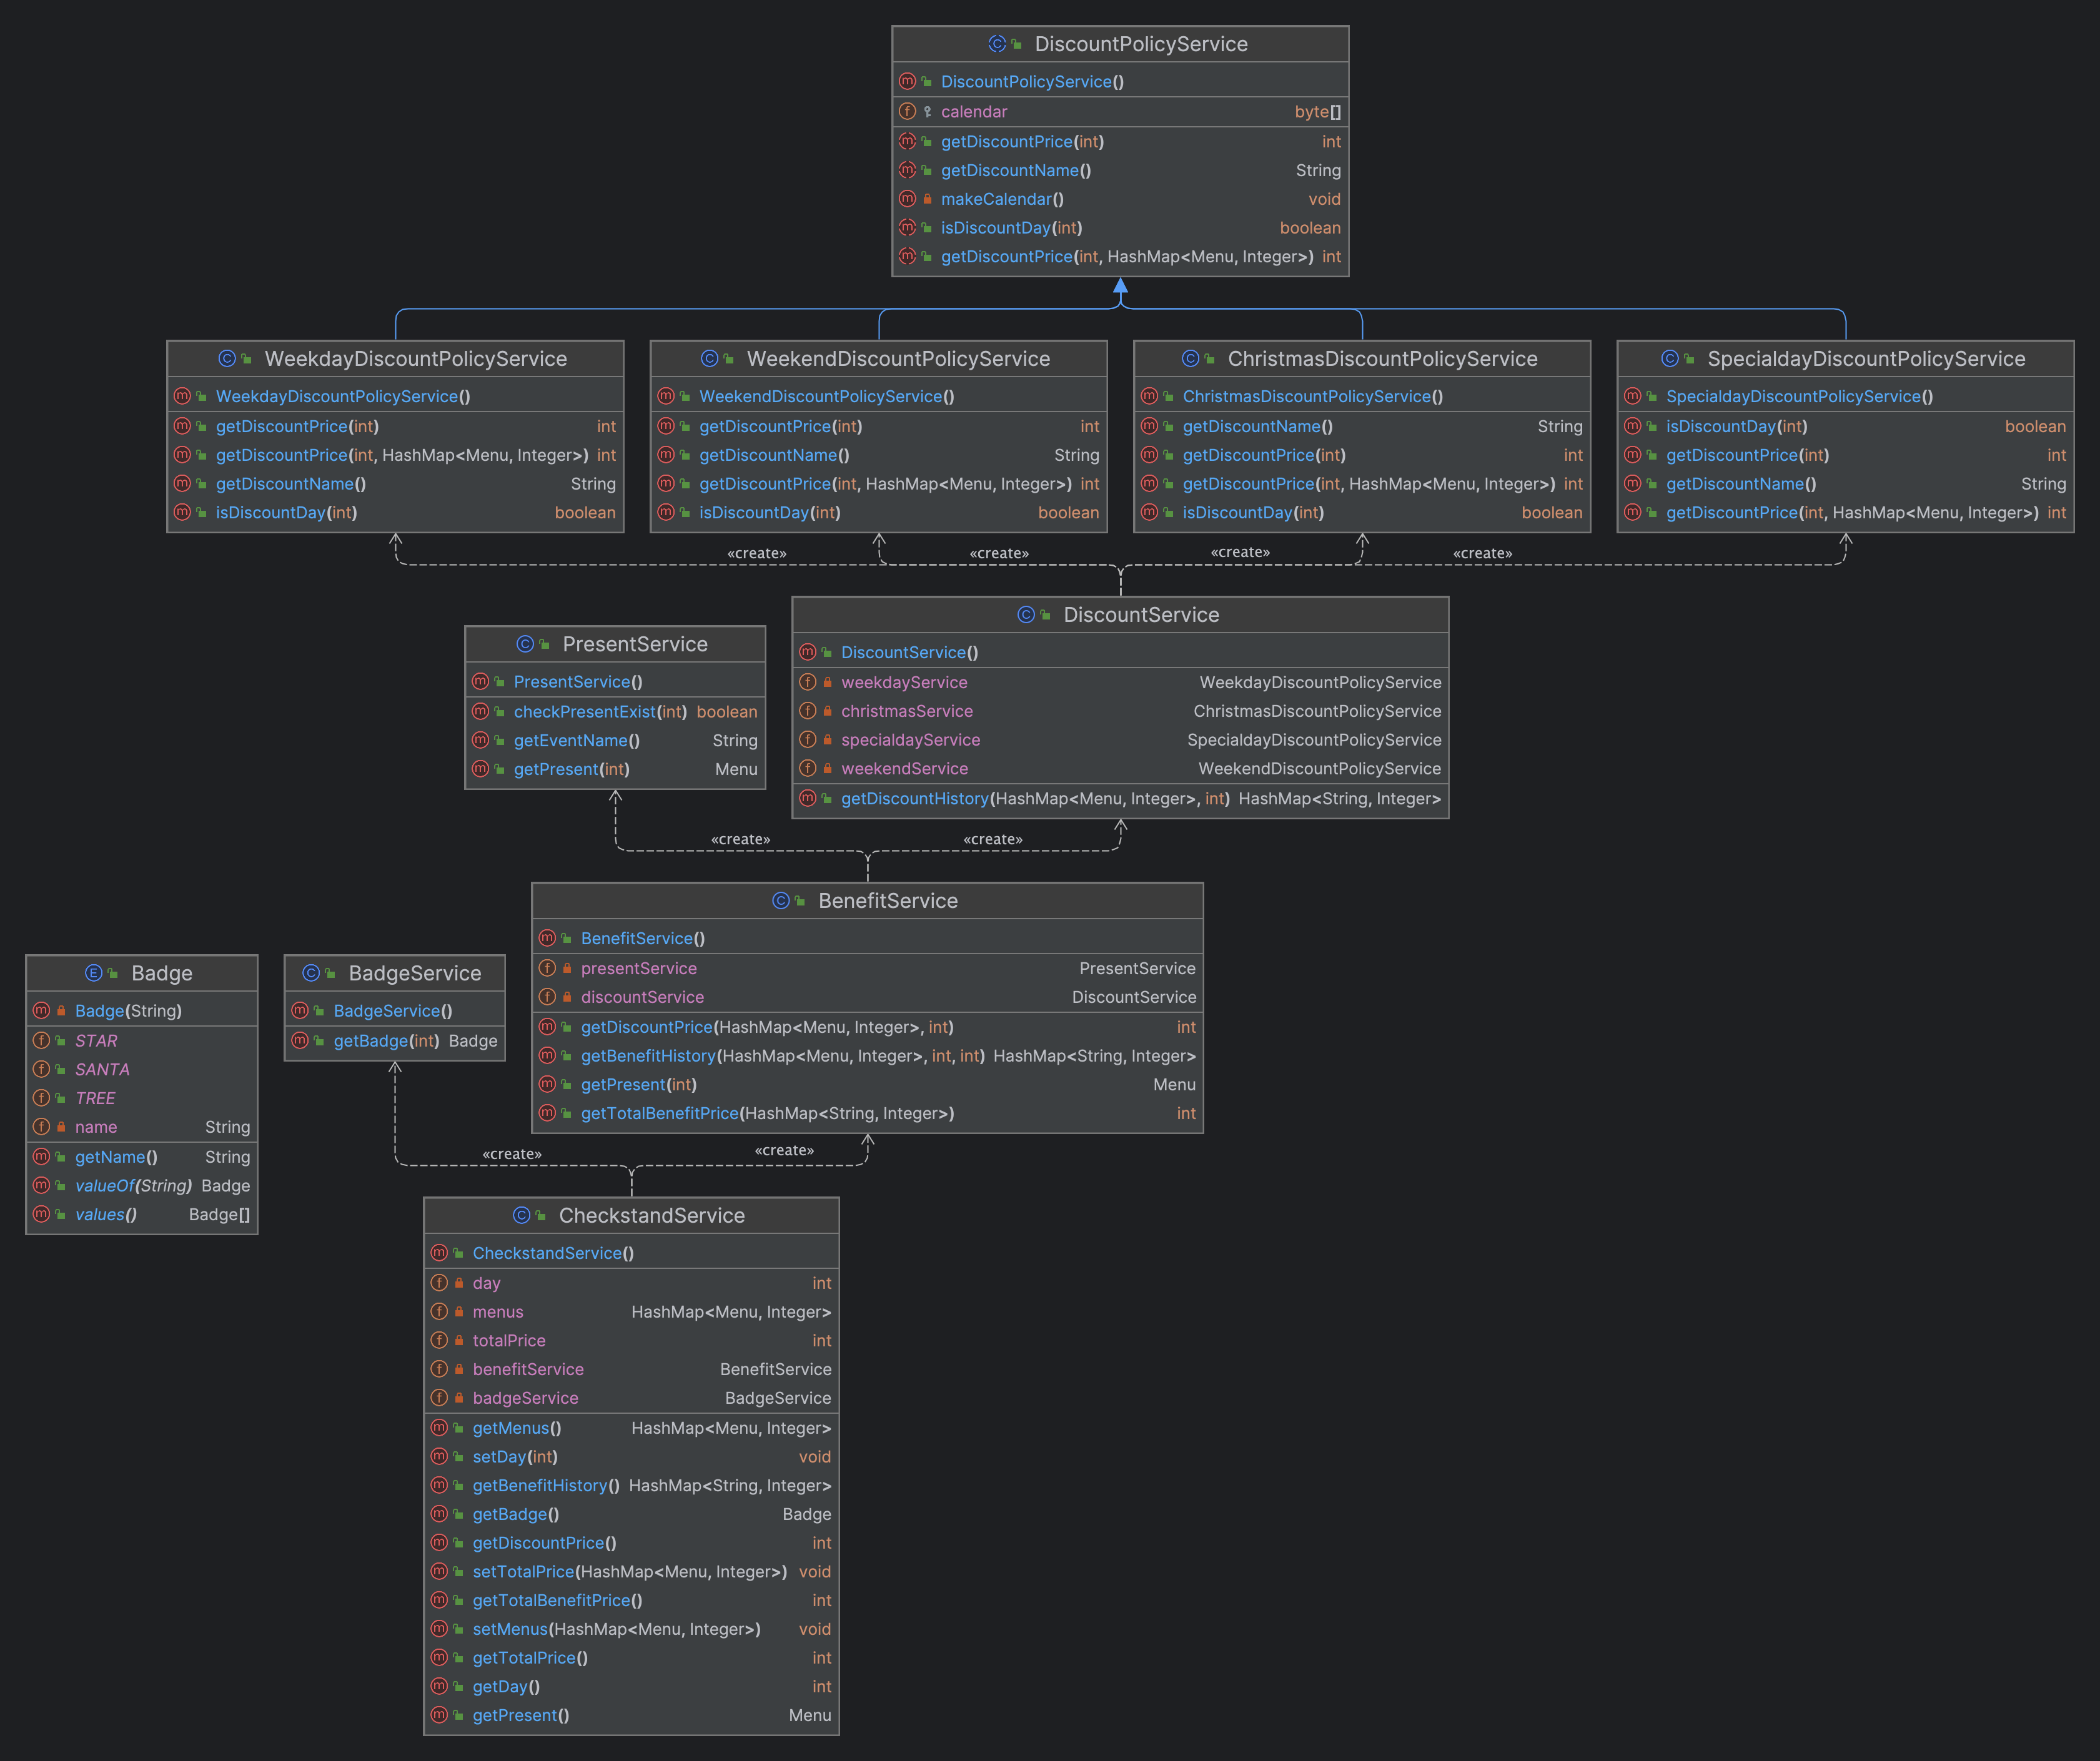 DiscountPolicyService
DiscountPolicyService()
calendar byte[]
getDiscountPrice(int) int
getDiscountName() String
makeCalendar() void
isDiscountDay(int) boolean
getDiscountPrice(int, HashMap<Menu, Integer>) int
WeekdayDiscountPolicyService
WeekdayDiscountPolicyService()
getDiscountPrice(int) int
getDiscountPrice(int, HashMap<Menu, Integer>) int
getDiscountName() String
isDiscountDay(int) boolean
WeekendDiscountPolicyService
WeekendDiscountPolicyService()
getDiscountPrice(int) int
getDiscountName() String
getDiscountPrice(int, HashMap<Menu, Integer>) int
isDiscountDay(int) boolean
ChristmasDiscountPolicyService
ChristmasDiscountPolicyService()
getDiscountName() String
getDiscountPrice(int) int
getDiscountPrice(int, HashMap<Menu, Integer>) int
isDiscountDay(int) boolean
SpecialdayDiscountPolicyService
SpecialdayDiscountPolicyService()
isDiscountDay(int) boolean
getDiscountPrice(int) int
getDiscountName() String
getDiscountPrice(int, HashMap<Menu, Integer>) int
«create» «create» «create» «create»
PresentService
PresentService()
checkPresentExist(int) boolean
getEventName() String
getPresent(int) Menu
DiscountService
DiscountService()
weekdayService WeekdayDiscountPolicyService
christmasService ChristmasDiscountPolicyService
specialdayService SpecialdayDiscountPolicyService
weekendService WeekendDiscountPolicyService
getDiscountHistory(HashMap<Menu, Integer>, int) HashMap<String, Integer>
«create» «create»
BenefitService
BenefitService()
presentService PresentService
discountService DiscountService
getDiscountPrice(HashMap<Menu, Integer>, int) int
getBenefitHistory(HashMap<Menu, Integer>, int, int) HashMap<String, Integer>
getPresent(int) Menu
getTotalBenefitPrice(HashMap<String, Integer>) int
Badge
Badge(String)
STAR
SANTA
TREE
name String
getName() String
valueOf(String) Badge
values() Badge[]
BadgeService
BadgeService()
getBadge(int) Badge
«create» «create»
CheckstandService
CheckstandService()
day int
menus HashMap<Menu, Integer>
totalPrice int
benefitService BenefitService
badgeService BadgeService
getMenus() HashMap<Menu, Integer>
setDay(int) void
getBenefitHistory() HashMap<String, Integer>
getBadge() Badge
getDiscountPrice() int
setTotalPrice(HashMap<Menu, Integer>) void
getTotalBenefitPrice() int
setMenus(HashMap<Menu, Integer>) void
getTotalPrice() int
getDay() int
getPresent() Menu